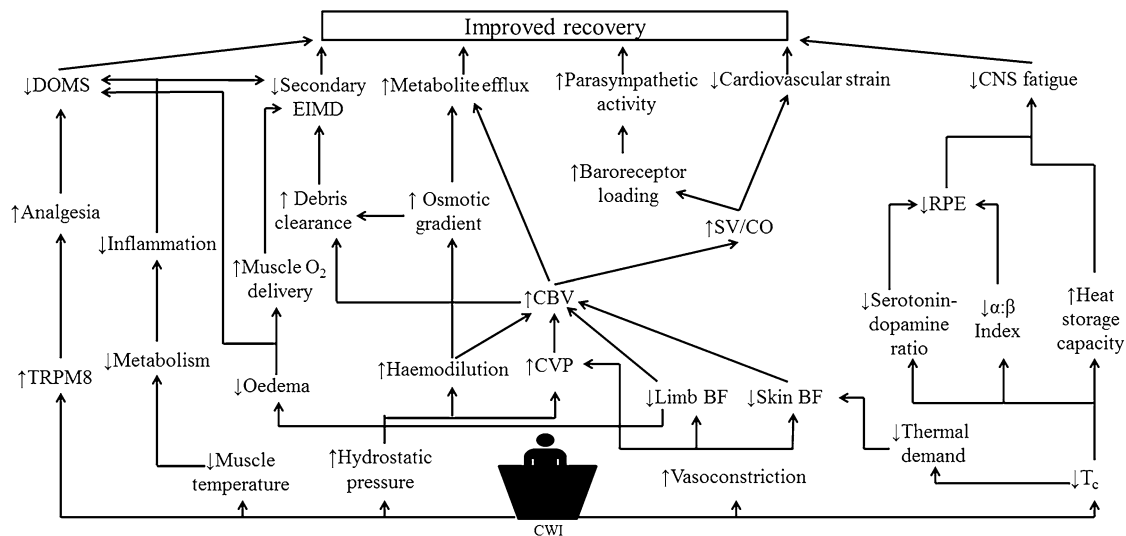 Improved recovery
↓DOMS
↓Secondary
EIMD
↑Metabolite efflux
↑Parasympathetic
activity
↓Cardiovascular strain
↓CNS fatigue
↑Analgesia
↑ Debris
clearance
↑ Osmotic
gradient
↑Baroreceptor
loading
↓RPE
↑SV/CO
↓Inflammation
↑Muscle O₂
delivery
↑CBV
↓Serotonin-
dopamine
ratio
↓α:β
Index
↑Heat
storage
capacity
↑TRPM8
↓Metabolism
↓Oedema
↑Haemodilution
↑CVP
↓Limb BF
↓Skin BF
↓Thermal
demand
↓Muscle
temperature
↑Hydrostatic
pressure
↑Vasoconstriction
↓Tc
CWI